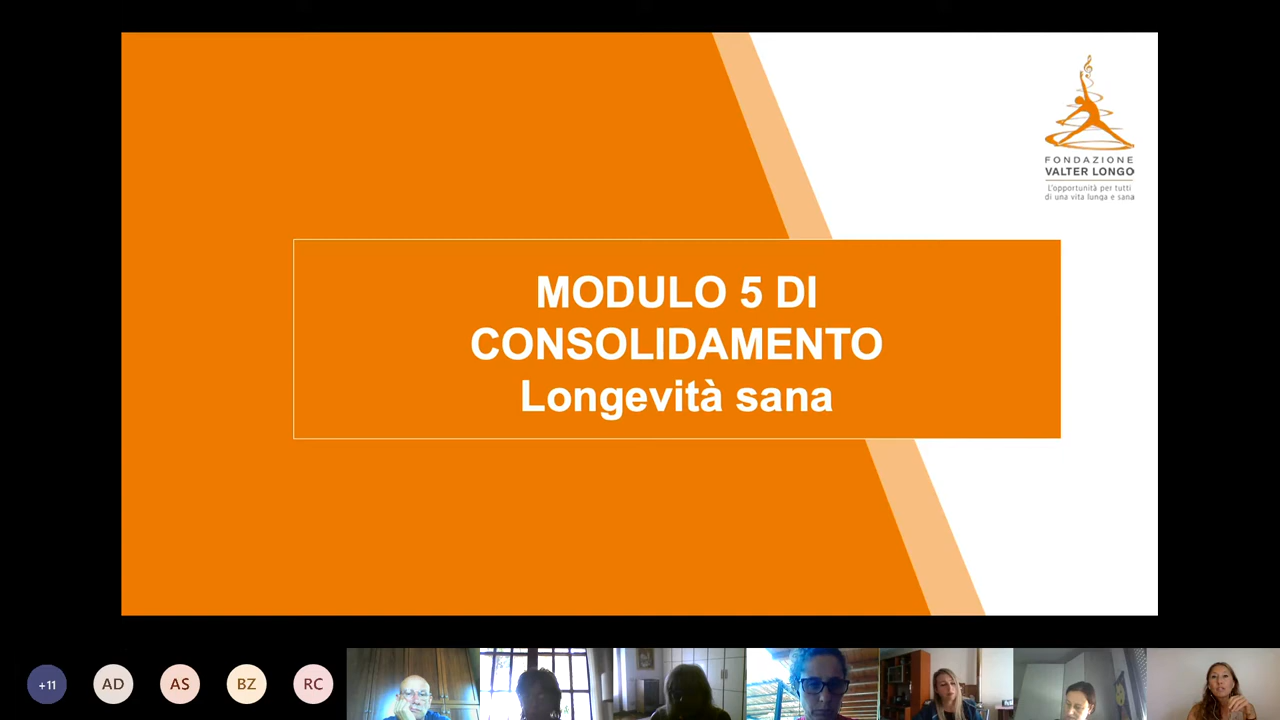 FONDAZIONE
VALTER LONGO
L'opportunità per tutti
di una vita lunga e sana
MODULO 5 DI
CONSOLIDAMENTO
Longevità sana
+11
AD
AS
BZ
RC